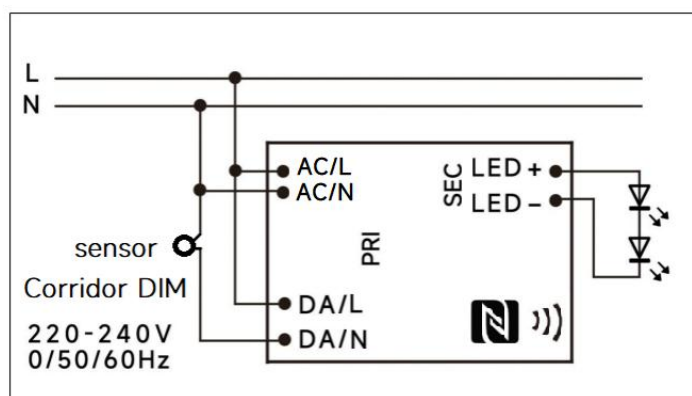 L
N
AC/L
AC/N
SEC
LED +
LED -
sensor
PRI
Corridor DIM
DA/L
220-240V
DA/N
0/50/60Hz